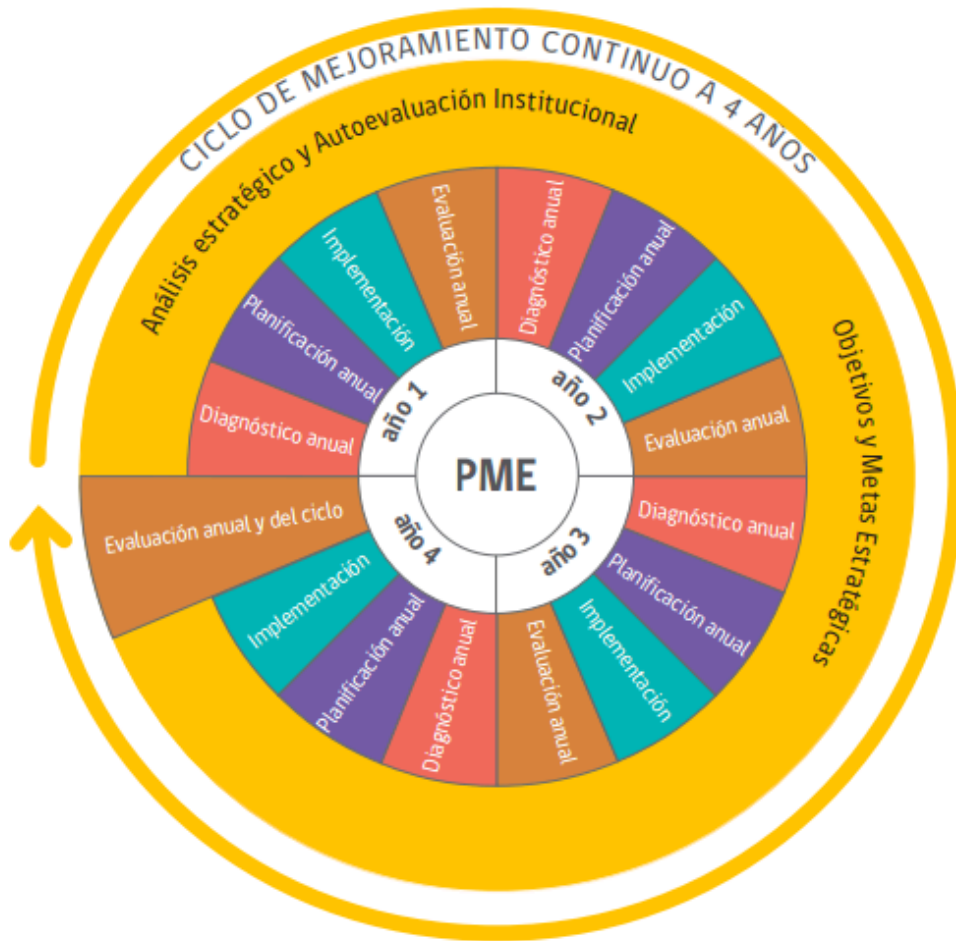 CICLO DE MEJORAMIENTO CONTINUO A 4 ANOS
Análisis estratégico y Autoevaluación Institucional
Objetivos y Metas Estratégicas
PME
año 1
Diagnóstico anual
Planificación anual
Implementación
Evaluación anual
año 2
Diagnóstico anual
Planificación anual
Implementación
Evaluación anual
año 3
Diagnóstico anual
Planificación anual
Implementación
Evaluación anual
año 4
Diagnóstico anual
Planificación anual
Implementación
Evaluación anual y del ciclo